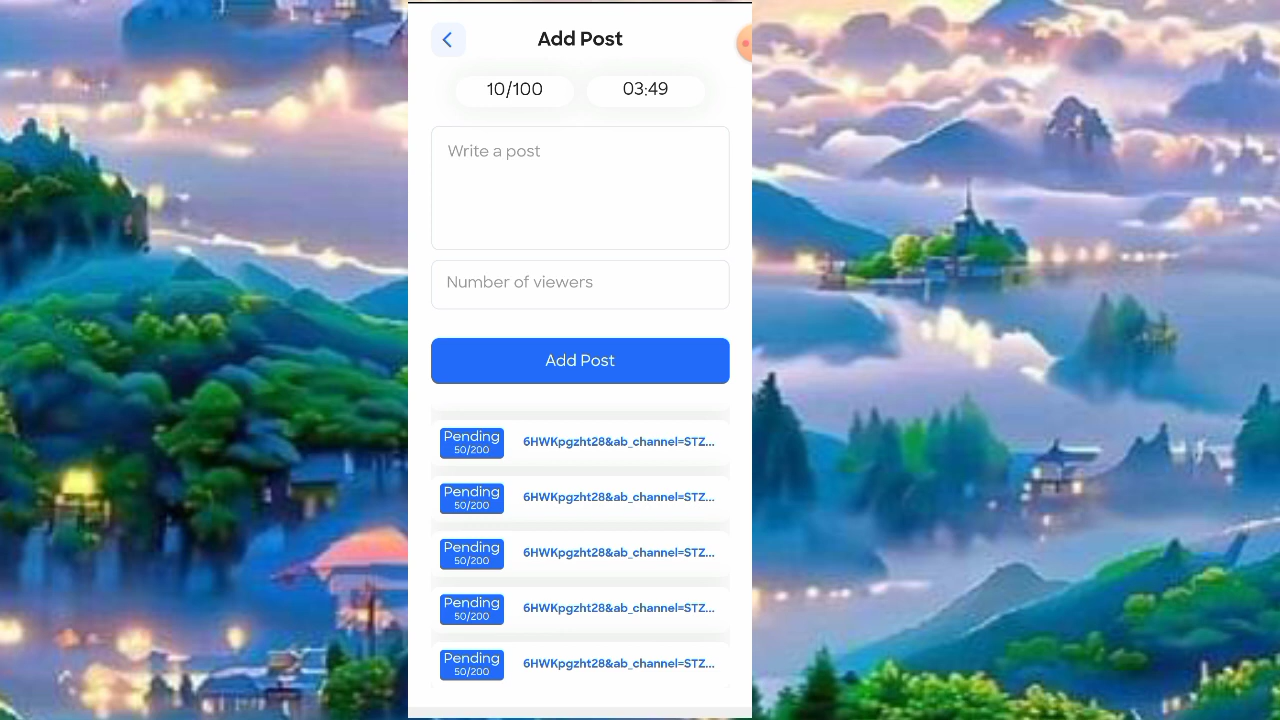 Add Post
10/100 03:49
Write a post
Number of viewers
Add Post
Pending
50/200
6HWKpgzht28&ab_channel=STZ...
Pending
50/200
6HWKpgzht28&ab_channel=STZ...
Pending
50/200
6HWKpgzht28&ab_channel=STZ...
Pending
50/200
6HWKpgzht28&ab_channel=STZ...
Pending
50/200
6HWKpgzht28&ab_channel=STZ...